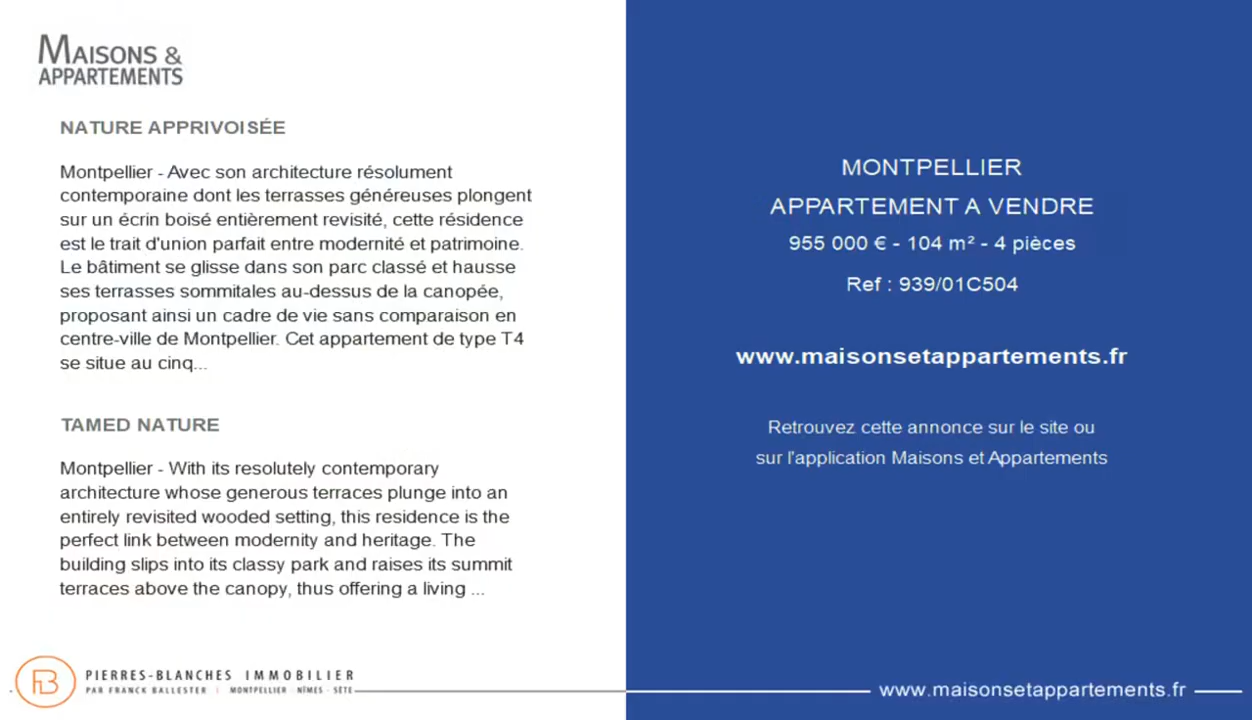 MAISONS &
APPARTEMENTS
NATURE APPRIVOISÉE
Montpellier - Avec son architecture résolument
contemporaine dont les terrasses généreuses plongent
sur un écrin boisé entièrement revisité, cette résidence
est le trait d'union parfait entre modernité et patrimoine.
Le bâtiment se glisse dans son parc classé et hausse
ses terrasses sommitales au-dessus de la canopée,
proposant ainsi un cadre de vie sans comparaison en
centre-ville de Montpellier. Cet appartement de type T4
se situe au cinq...
TAMED NATURE
Montpellier - With its resolutely contemporary
architecture whose generous terraces plunge into an
entirely revisited wooded setting, this residence is the
perfect link between modernity and heritage. The
building slips into its classy park and raises its summit
terraces above the canopy, thus offering a living ...
PIERRES-BLANCHES IMMOBILIER
PAR FRANCK BALLESTER | MONTPELLIER · NÎMES · SÈTE
MONTPELLIER
APPARTEMENT A VENDRE
955 000 € - 104 m² - 4 pièces
Ref : 939/01C504
www.maisonsetappartements.fr
Retrouvez cette annonce sur le site ou
sur l'application Maisons et Appartements
www.maisonsetappartements.fr